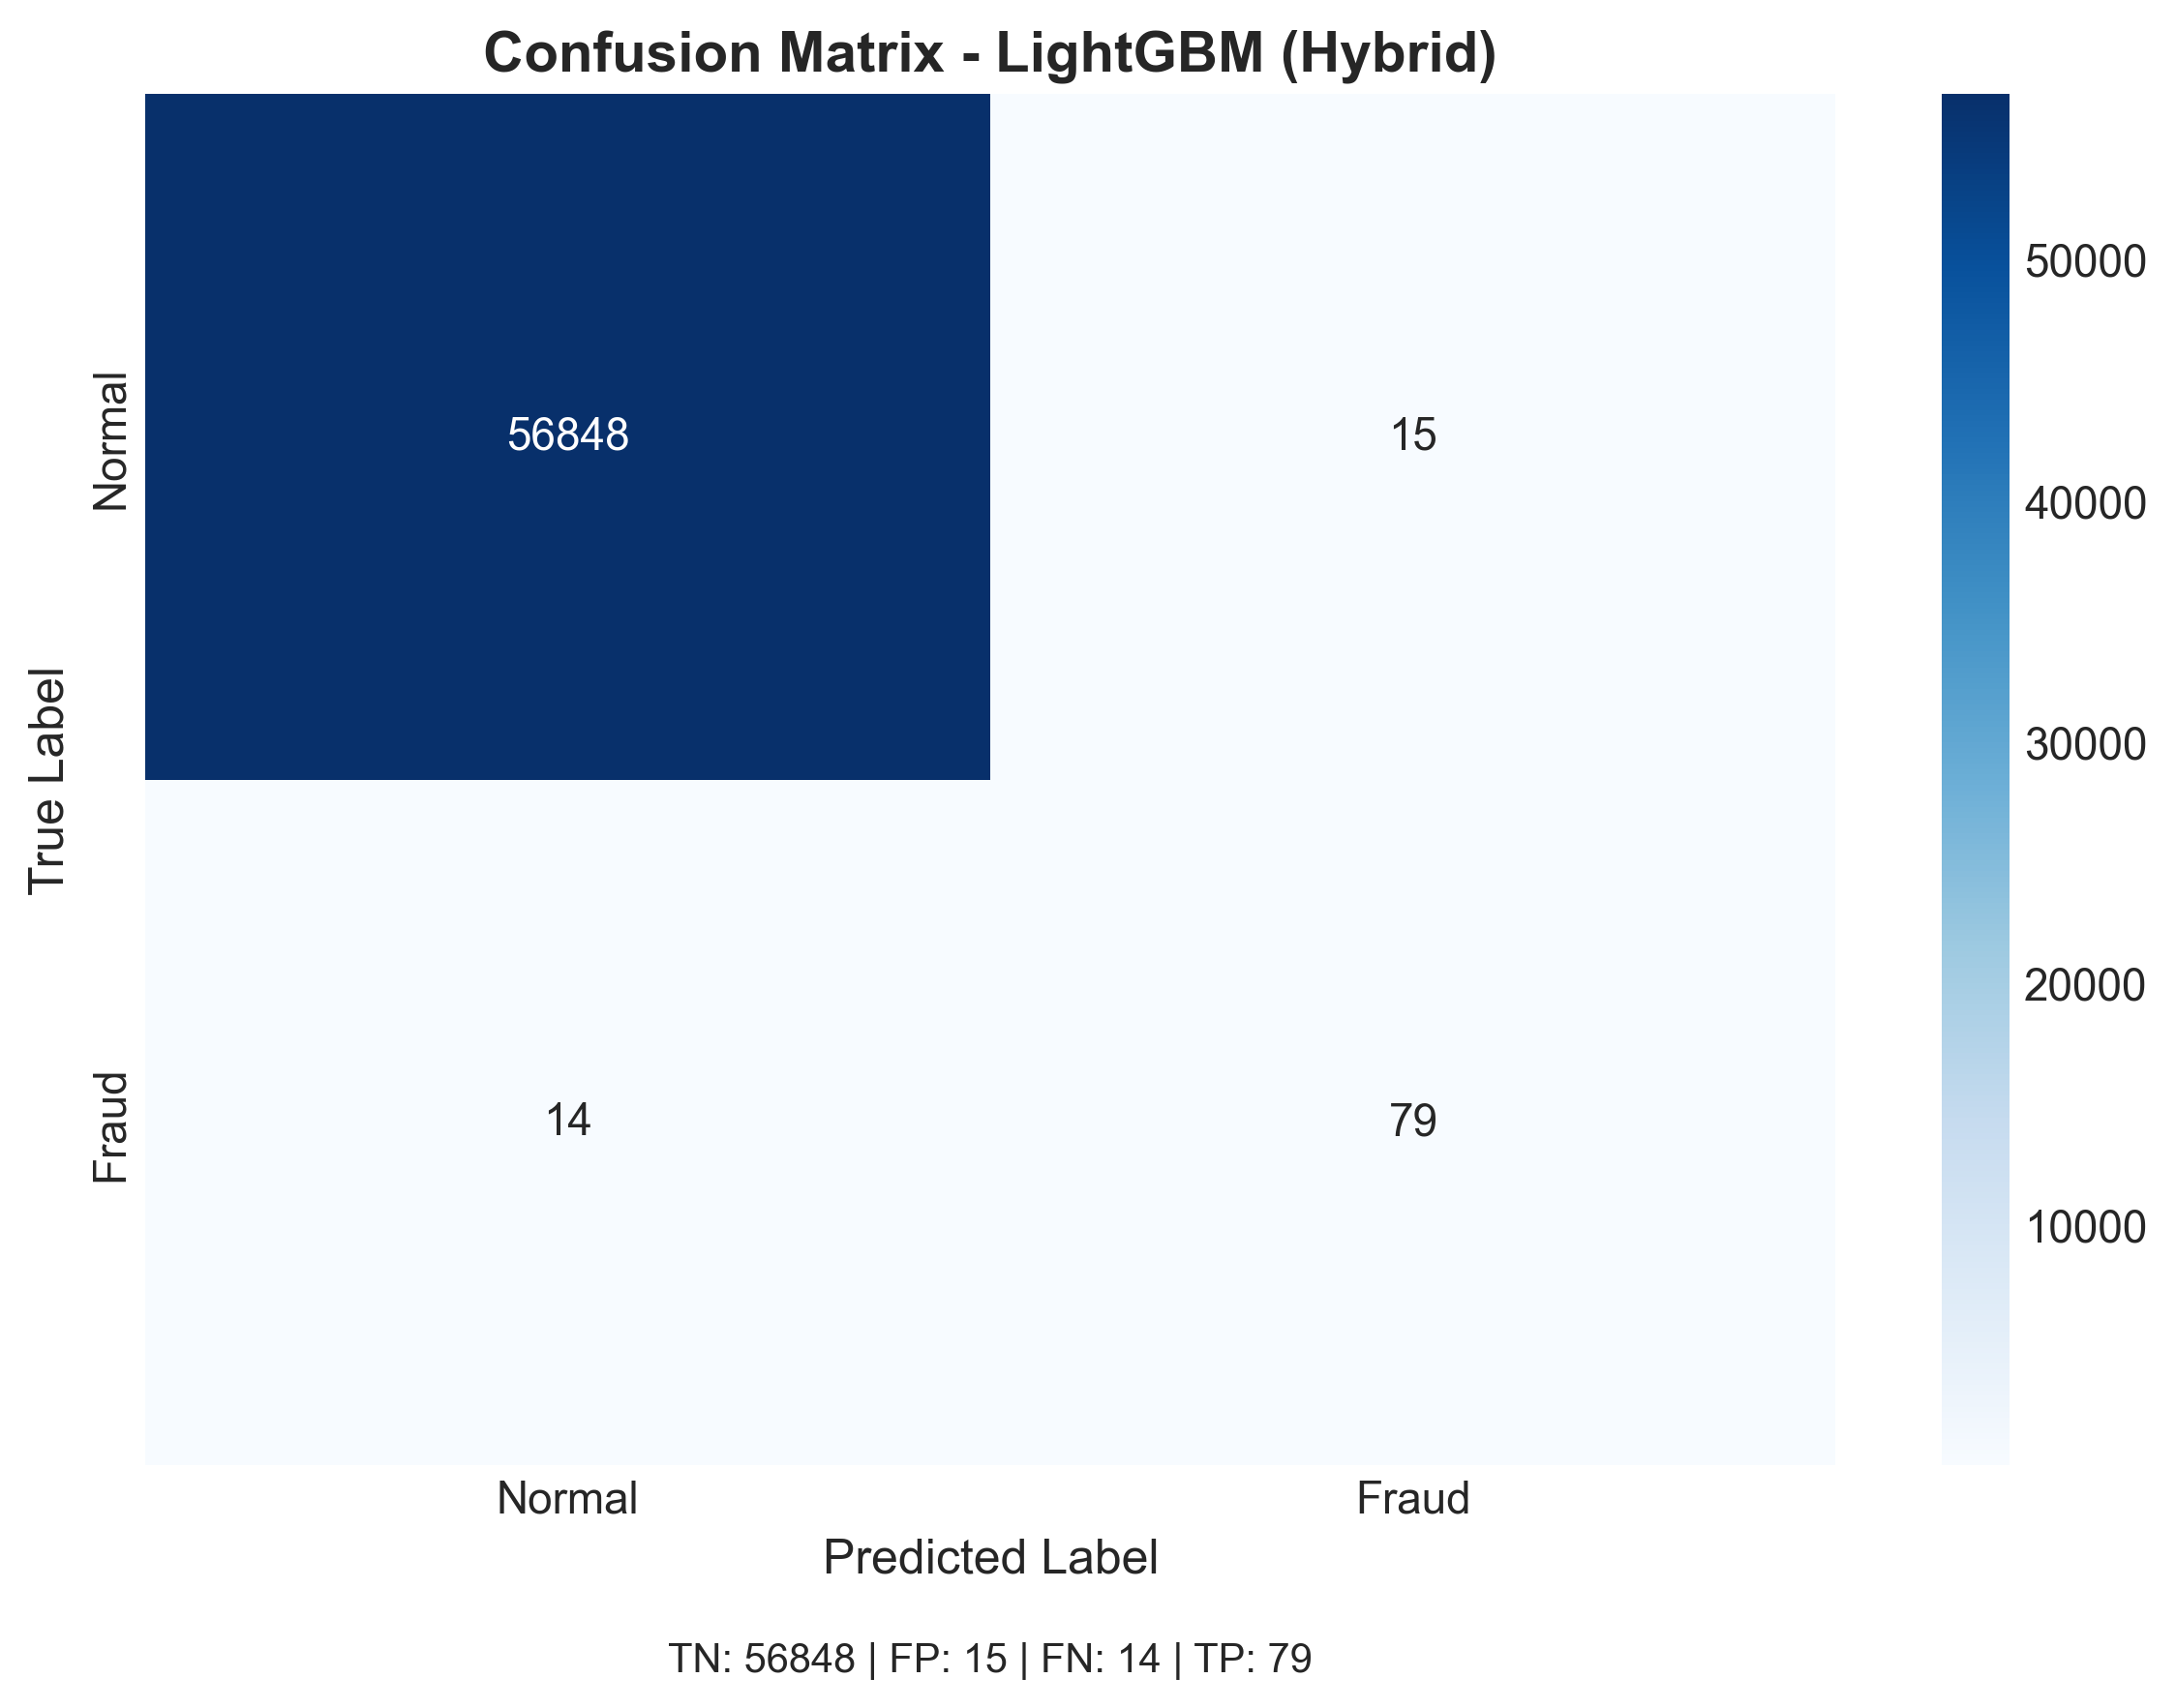 Confusion Matrix - LightGBM (Hybrid)
True Label
Normal
56848
15
Fraud
14
79
Normal
Fraud
Predicted Label
50000
40000
30000
20000
10000
TN: 56848 | FP: 15 | FN: 14 | TP: 79